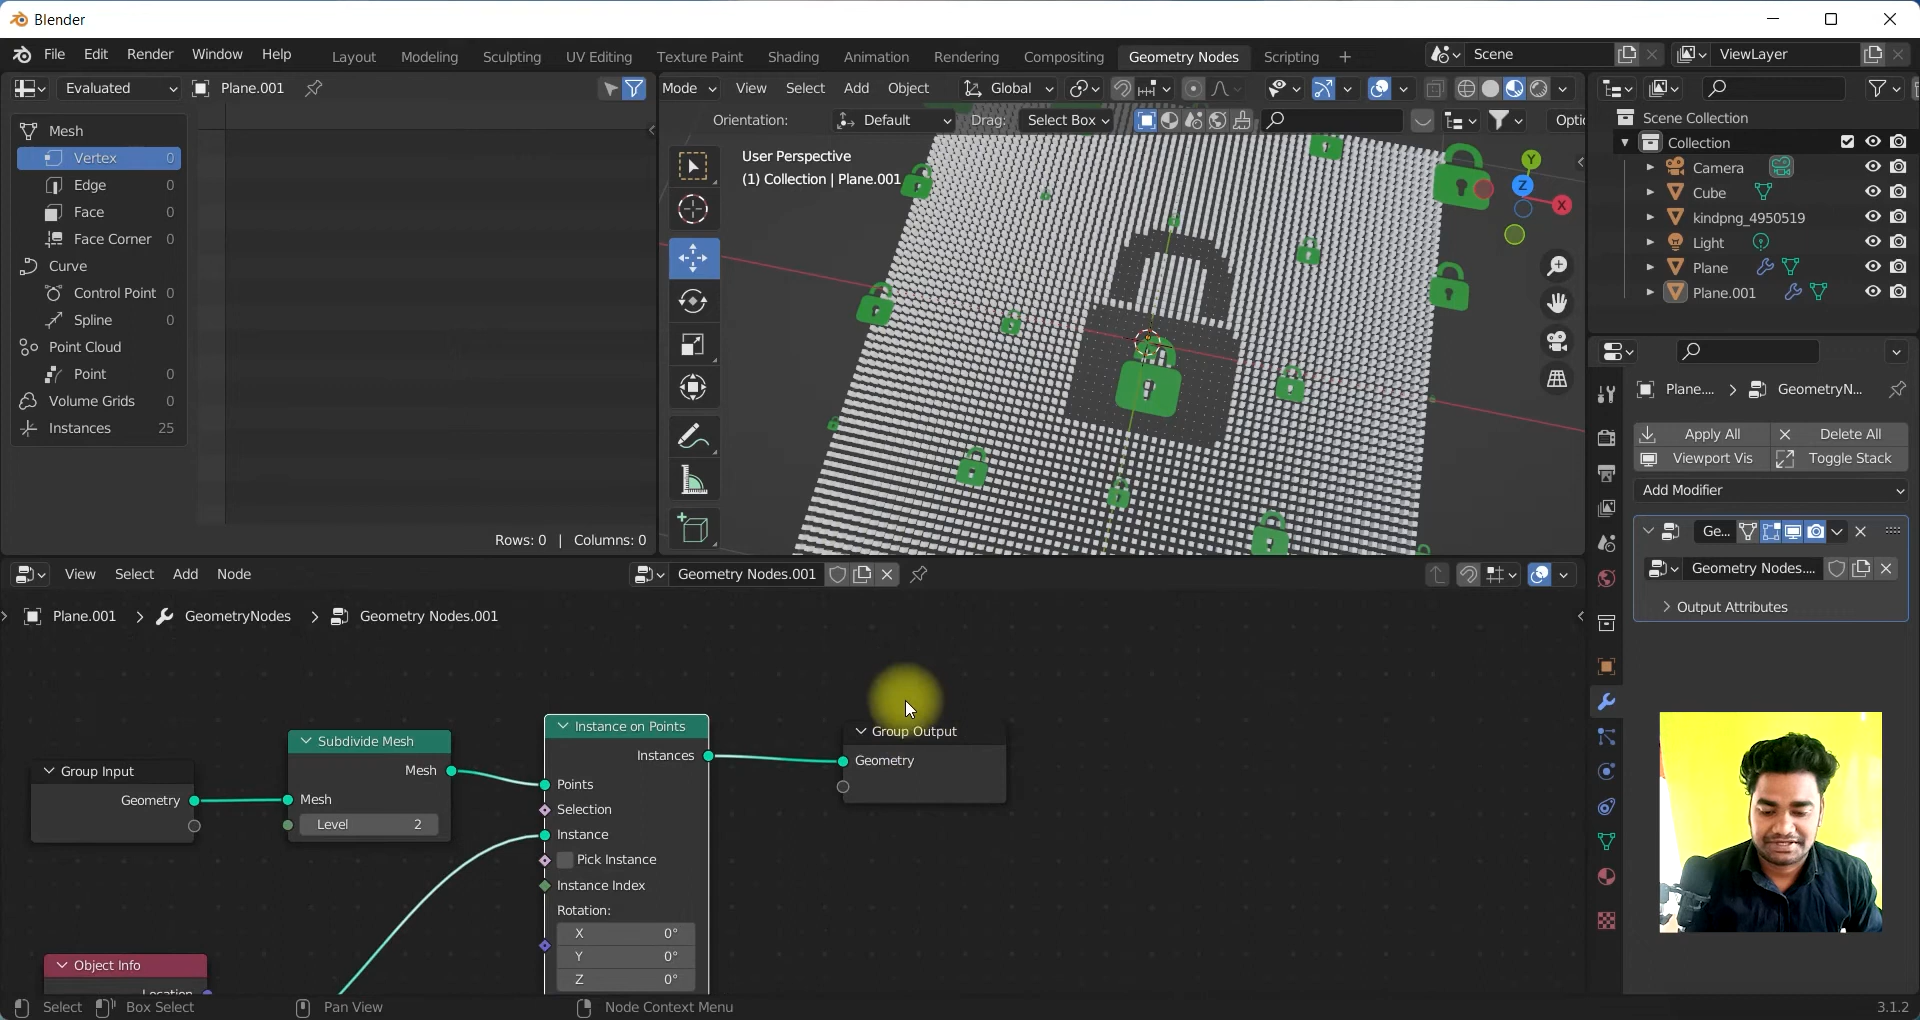 Blender
File Edit Render Window Help
Layout Modeling Sculpting UV Editing Texture Paint Shading Animation Rendering Compositing Geometry Nodes Scripting +
Scene
ViewLayer
Evaluated
Plane.001
Mode View Select Add Object
Global
Orientation:
Default
Drag:
Select Box
User Perspective
(1) Collection | Plane.001
Y
Z
X
Mesh
Vertex 0
Edge 0
Face 0
Face Corner 0
Curve
Control Point 0
Spline 0
Point Cloud
Point 0
Volume Grids 0
Instances 25
Rows: 0 | Columns: 0
Scene Collection
Collection
Camera
Cube
kindpng_4950519
Light
Plane
Plane.001
Plane.... > GeometryN...
Apply All
Delete All
Viewport Vis
Toggle Stack
Add Modifier
Ge...
Geometry Nodes....
> Output Attributes
View Select Add Node
Geometry Nodes.001
Plane.001 > GeometryNodes > Geometry Nodes.001
Group Input
Geometry
Subdivide Mesh
Mesh
Mesh
Level 2
Instance on Points
Instances
Points
Selection
Instance
Pick Instance
Instance Index
Rotation:
X 0°
Y 0°
Z 0°
Group Output
Geometry
Object Info
Location
Select Box Select Pan View Node Context Menu
3.1.2